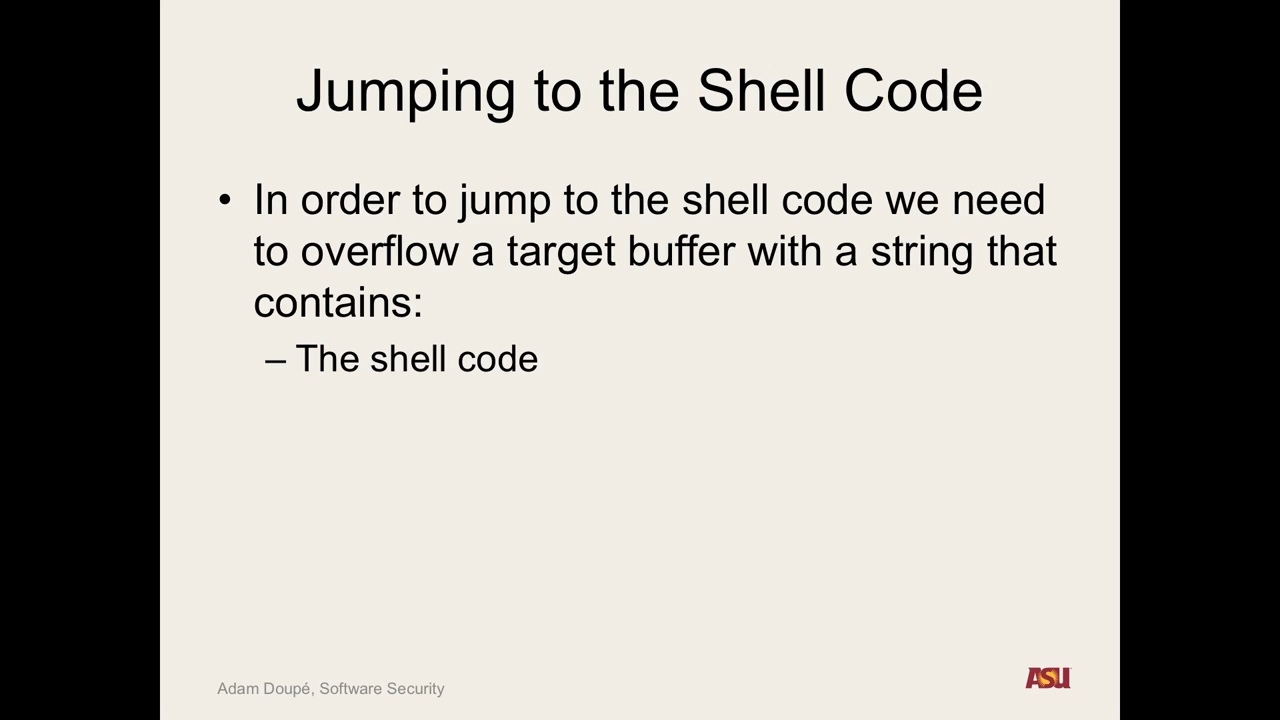 Jumping to the Shell Code
• In order to jump to the shell code we need
to overflow a target buffer with a string that
contains:
– The shell code
Adam Doupé, Software Security
ASU